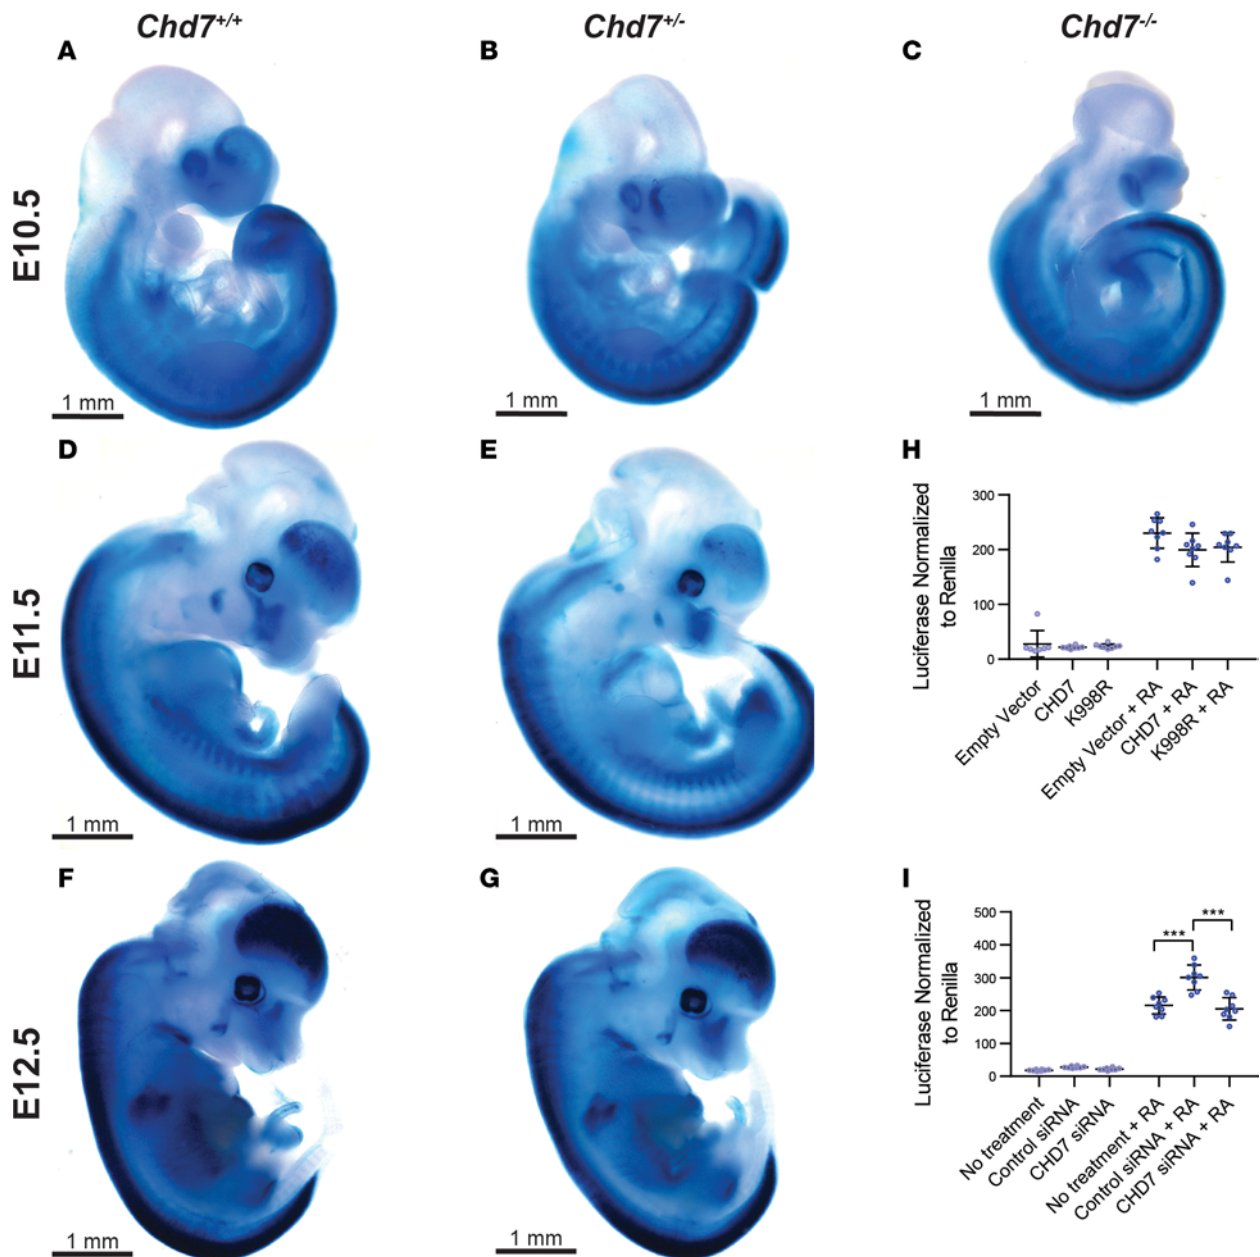 Chd7+/+
Chd7+/-
Chd7-/-
A
B
C
E10.5
1 mm
1 mm
1 mm
D
E
H
E11.5
Luciferase Normalized
to Renilla
300
200
100
0
Empty Vector
CHD7
K998R
Empty Vector + RA
CHD7 + RA
K998R + RA
1 mm
1 mm
F
G
I
E12.5
Luciferase Normalized
to Renilla
500
400
300
200
100
0
***
***
No treatment
Control siRNA
CHD7 siRNA
No treatment + RA
Control siRNA + RA
CHD7 siRNA + RA
1 mm
1 mm